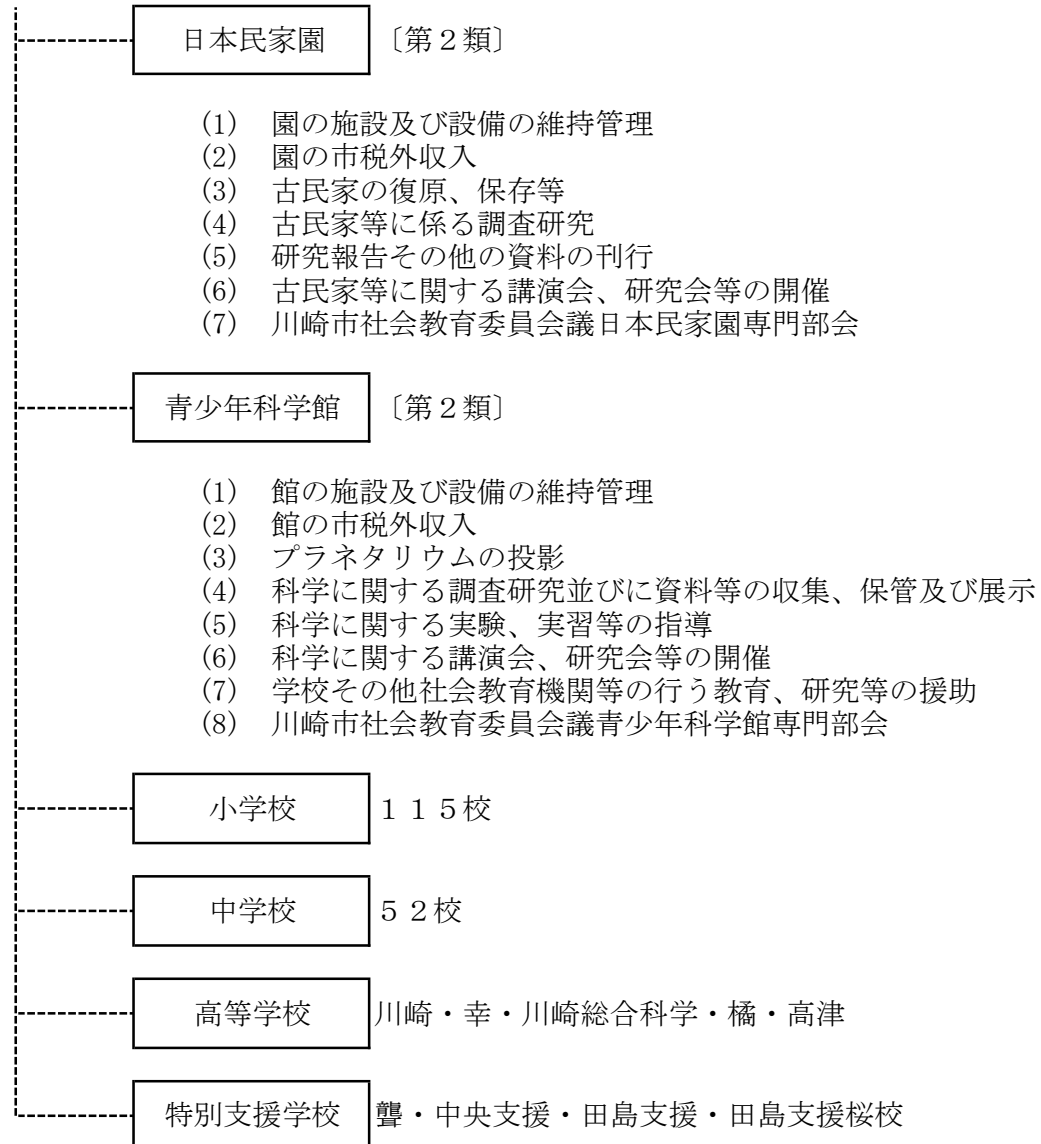 日本民家園 〔第２類〕
(1) 園の施設及び設備の維持管理
(2) 園の市税外収入
(3) 古民家の復原、保存等
(4) 古民家等に係る調査研究
(5) 研究報告その他の資料の刊行
(6) 古民家等に関する講演会、研究会等の開催
(7) 川崎市社会教育委員会議日本民家園専門部会
青少年科学館 〔第２類〕
(1) 館の施設及び設備の維持管理
(2) 館の市税外収入
(3) プラネタリウムの投影
(4) 科学に関する調査研究並びに資料等の収集、保管及び展示
(5) 科学に関する実験、実習等の指導
(6) 科学に関する講演会、研究会等の開催
(7) 学校その他社会教育機関等の行う教育、研究等の援助
(8) 川崎市社会教育委員会議青少年科学館専門部会
小学校 １１５校
中学校 ５２校
高等学校 川崎・幸・川崎総合科学・橘・高津
特別支援学校 聾・中央支援・田島支援・田島支援桜校